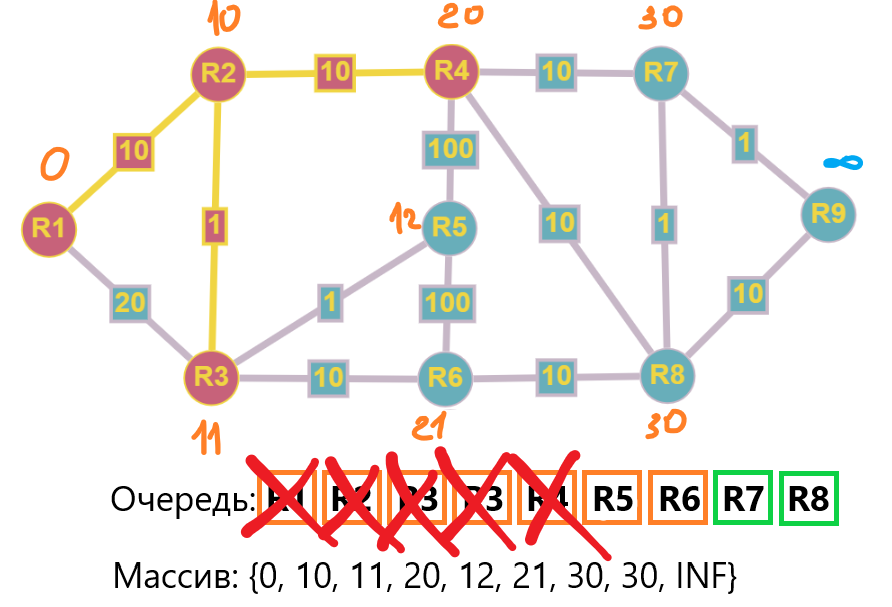 10 20 30
R2 10 R4 10 R7
0 10 100 1 ∞
R1 1 12 R5 10 1 R9
20 1 100 10
R3 10 R6 10 R8
11 21 30
Очередь: R1 R2 R3 R3 R4 R5 R6 R7 R8
Массив: {0, 10, 11, 20, 12, 21, 30, 30, INF}